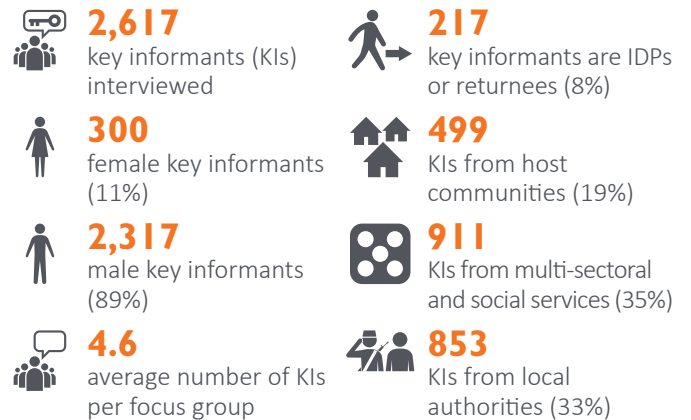 2,617
key informants (KIs)
interviewed
300
female key informants
(11%)
2,317
male key informants
(89%)
4.6
average number of KIs
per focus group
217
key informants are IDPs
or returnees (8%)
499
KIs from host
communities (19%)
911
KIs from multi-sectoral
and social services (35%)
853
KIs from local
authorities (33%)